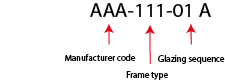 AAA-111-01 A
Manufacturer code
Glazing sequence
Frame type